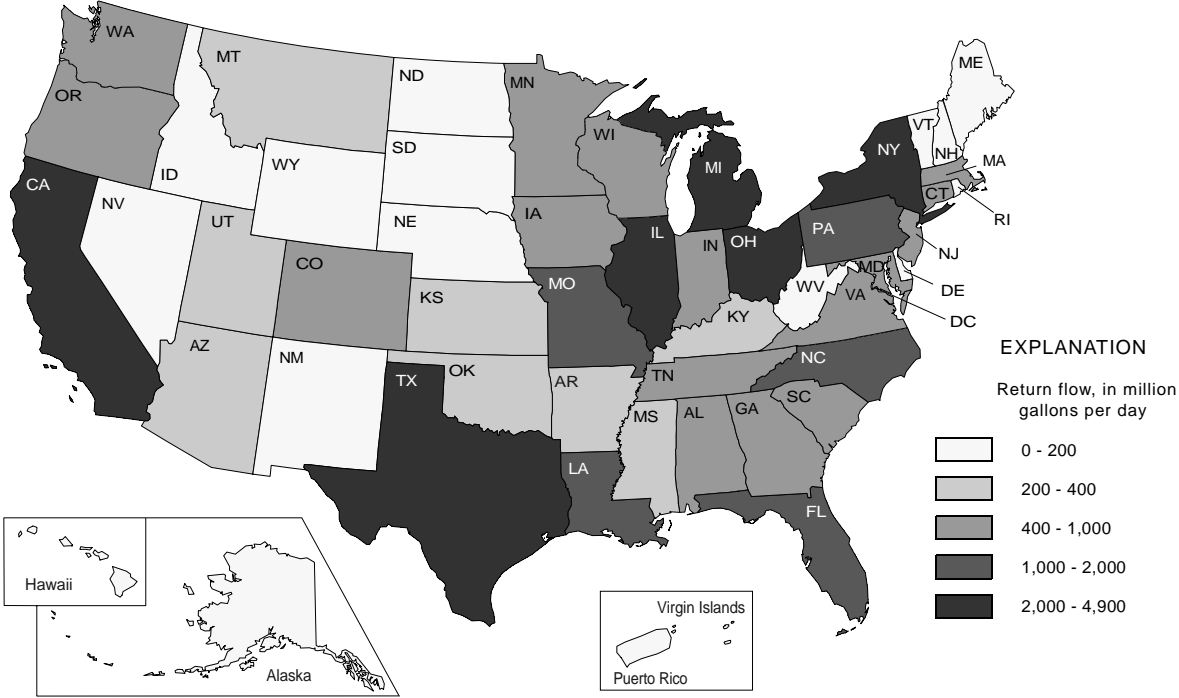 WA
OR
CA
ID
NV
MT
WY
UT
AZ
CO
NM
ND
SD
NE
KS
OK
TX
MN
IA
MO
AR
LA
WI
IL
MI
IN
OH
KY
TN
MS
AL
GA
FL
SC
NC
VA
WV
PA
NY
VT
NH
ME
MA
CT
RI
NJ
MD
DE
DC
Hawaii
Alaska
Virgin Islands
Puerto Rico
EXPLANATION
Return flow, in million
gallons per day
0 - 200
200 - 400
400 - 1,000
1,000 - 2,000
2,000 - 4,900